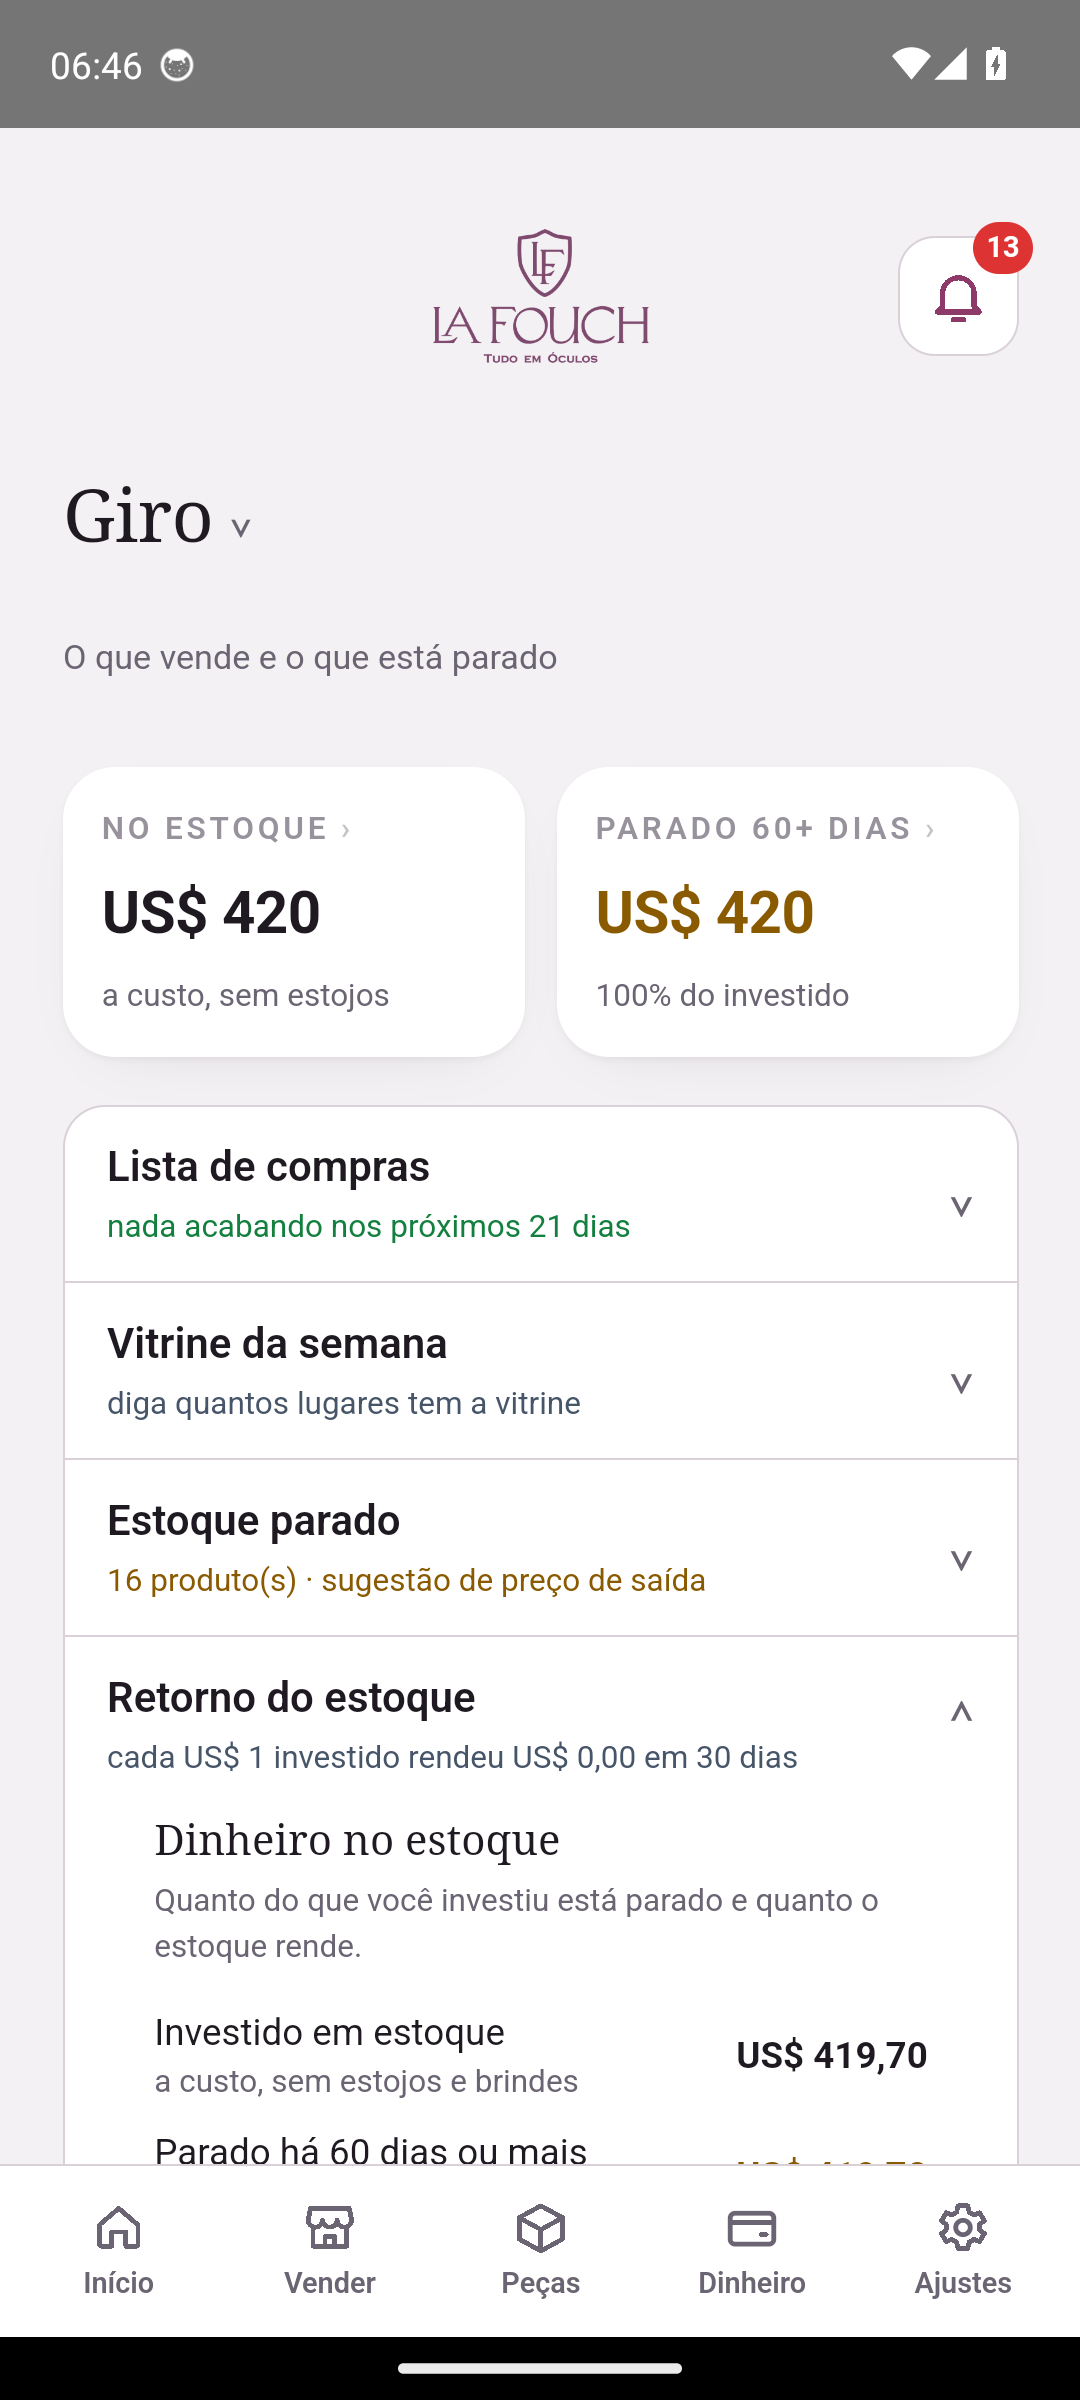 06:46
LF
LA FOUCH
TUDO EM ÓCULOS
13
Giro
O que vende e o que está parado
NO ESTOQUE ›
US$ 420
a custo, sem estojos
PARADO 60+ DIAS ›
US$ 420
100% do investido
Lista de compras
nada acabando nos próximos 21 dias
Vitrine da semana
diga quantos lugares tem a vitrine
Estoque parado
16 produto(s) · sugestão de preço de saída
Retorno do estoque
cada US$ 1 investido rendeu US$ 0,00 em 30 dias
Dinheiro no estoque
Quanto do que você investiu está parado e quanto o
estoque rende.
Investido em estoque
US$ 419,70
a custo, sem estojos e brindes
Parado há 60 dias ou mais
Início
Vender
Peças
Dinheiro
Ajustes